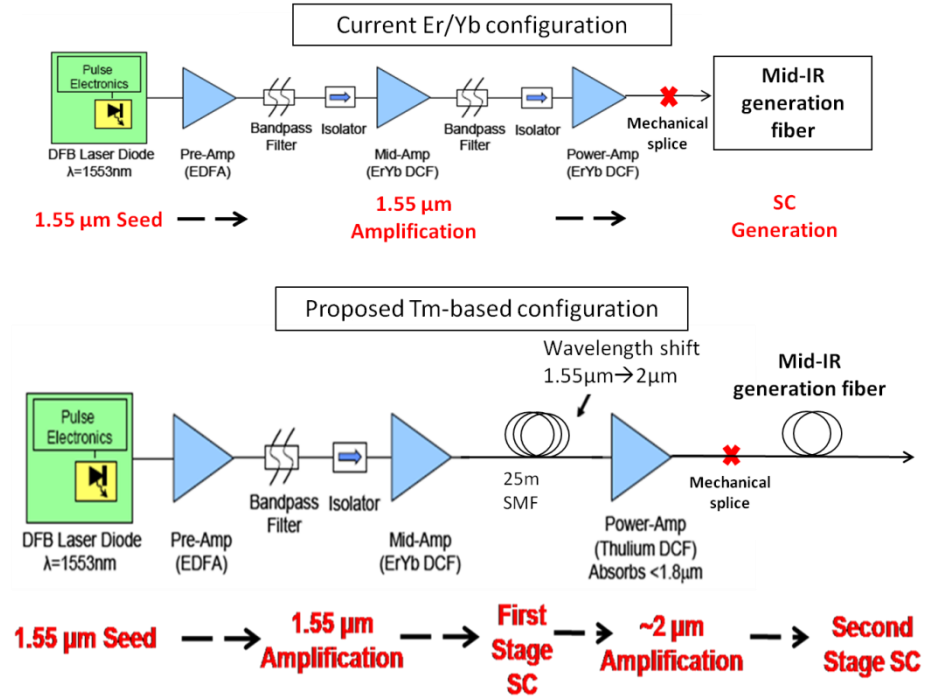 Current Er/Yb configuration
Pulse
Electronics
DFB Laser Diode
λ=1553nm
Pre-Amp
(EDFA)
Bandpass
Filter
Isolator
Mid-Amp
(ErYb DCF)
Bandpass
Filter
Isolator
Power-Amp
(ErYb DCF)
Mechanical
splice
Mid-IR
generation
fiber
1.55 µm Seed
1.55 µm
Amplification
SC
Generation
Proposed Tm-based configuration
Wavelength shift
1.55µm→2µm
Mid-IR
generation fiber
Pulse
Electronics
DFB Laser Diode
λ=1553nm
Pre-Amp
(EDFA)
Bandpass
Filter
Isolator
Mid-Amp
(ErYb DCF)
25m
SMF
Power-Amp
(Thulium DCF)
Absorbs <1.8µm
Mechanical
splice
1.55 µm Seed
1.55 µm
Amplification
First
Stage
SC
~2 µm
Amplification
Second
Stage SC